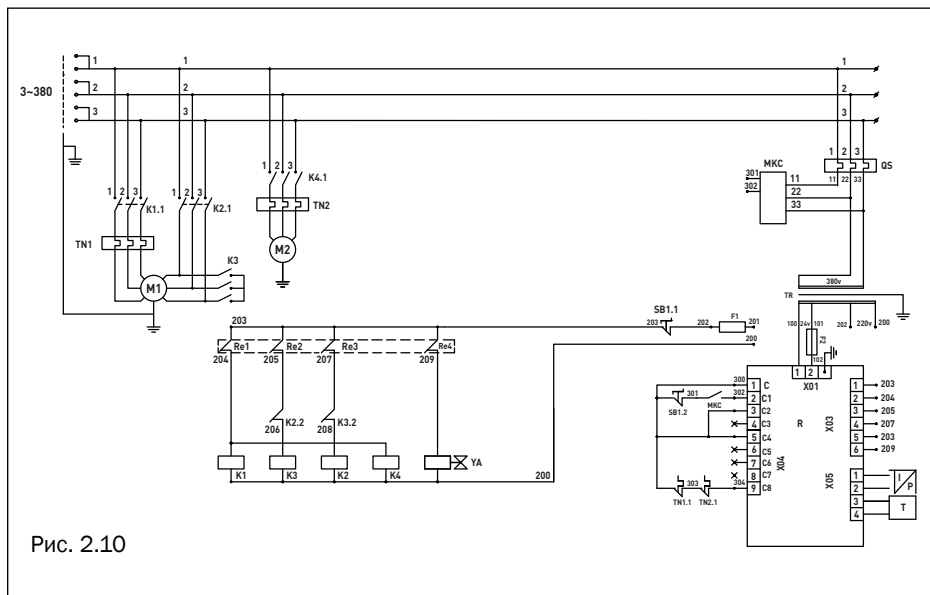 1 1
2 2
3~380
3 3
1 2 3
QS
11 22 33
MKC
301
302
11
22
33
1 2 3
K4.1
TN2
M2
1 2 3
K1.1
K2.1
TN1
M1
K3
380v
TR
100 24v 101
202 220v 200
F2
102
203
SB1.1
203
202
F1
201
200
Re1
Re2
Re3
Re4
204
205
207
209
K2.2
206
K3.2
208
K1
K3
K2
K4
YA
200
1 2
X01
300
1 C
301
302
2 C1
SB1.2
MKC
3 C2
4 C3
5 C4
6 C5
7 C6
8 C7
303
304
9 C8
TN1.1
TN2.1
X04
R
X03
1 203
2 204
3 205
4 207
5 203
6 209
X05
1
2
3
4
I
P
T
Рис. 2.10